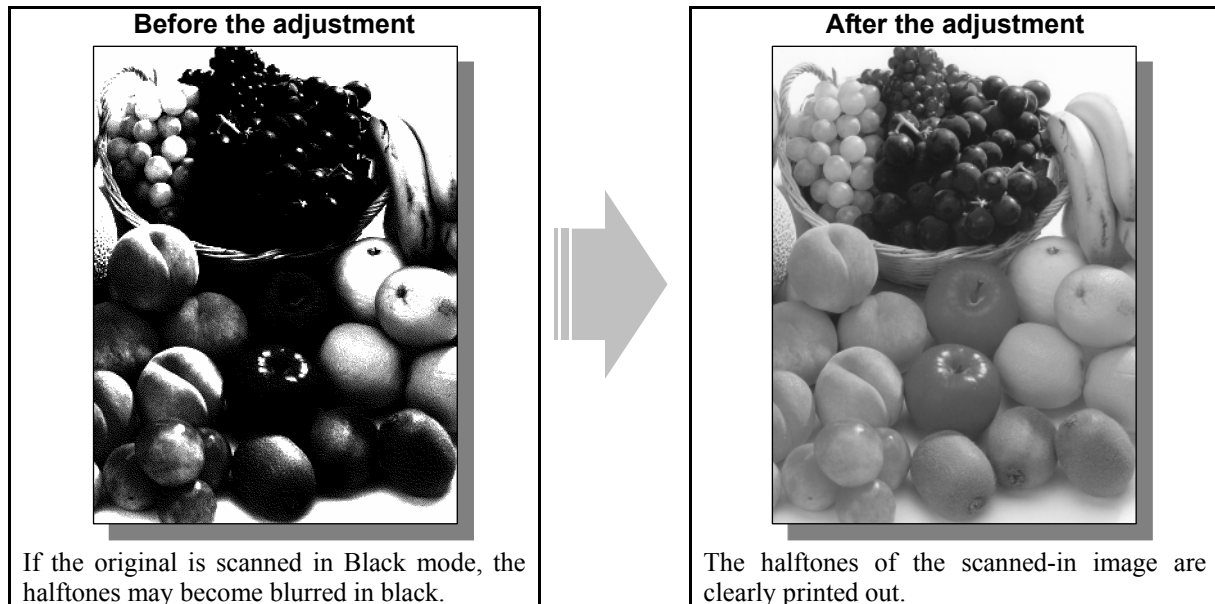 Before the adjustment
If the original is scanned in Black mode, the
halftones may become blurred in black.
After the adjustment
The halftones of the scanned-in image are
clearly printed out.